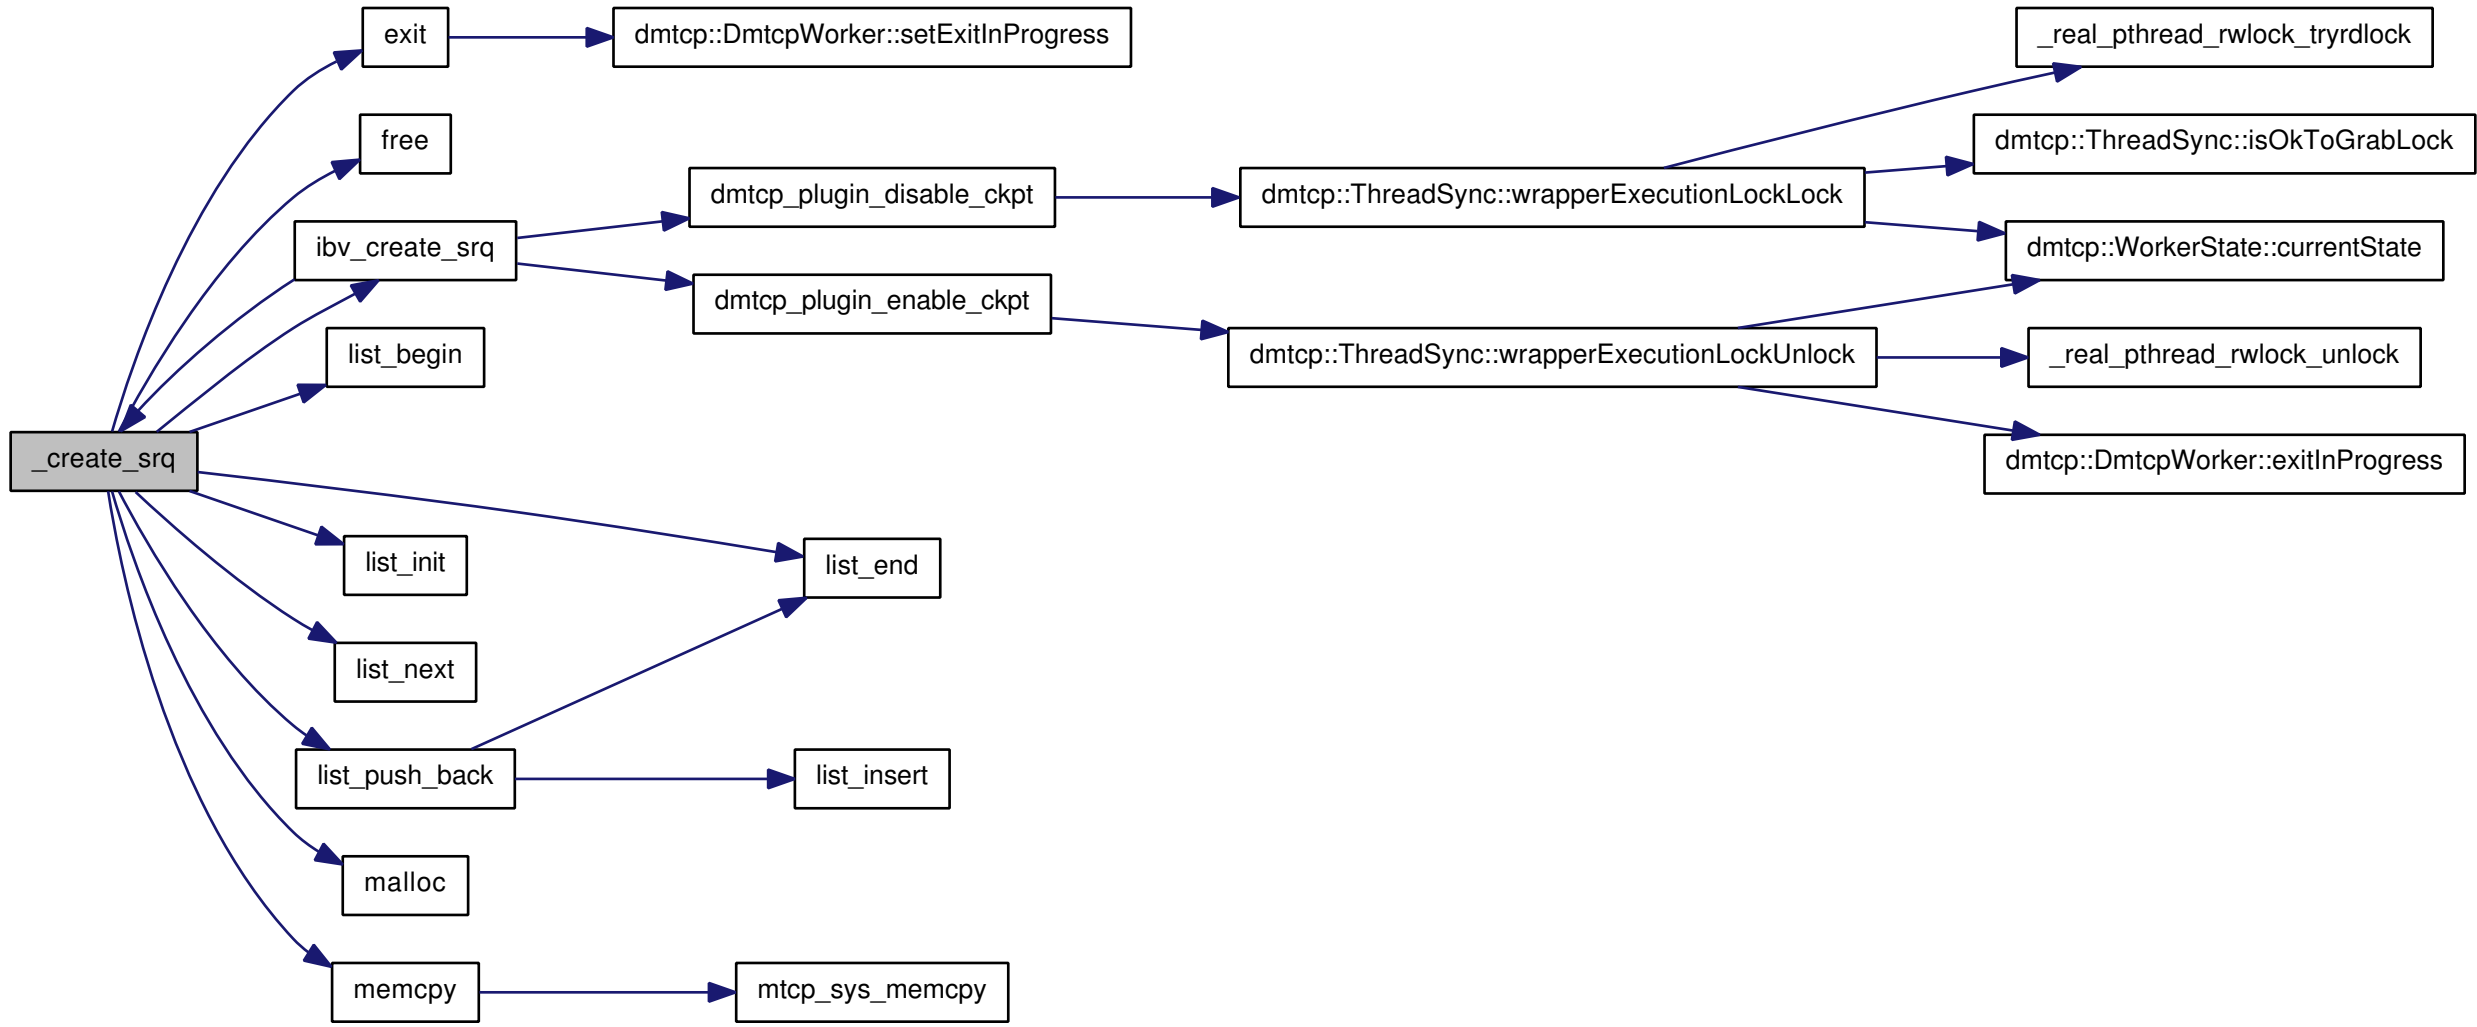 exit
dmtcp::DmtcpWorker::setExitInProgress
_real_pthread_rwlock_tryrdlock
free
dmtcp::ThreadSync::isOkToGrabLock
dmtcp_plugin_disable_ckpt
dmtcp::ThreadSync::wrapperExecutionLockLock
ibv_create_srq
dmtcp::WorkerState::currentState
dmtcp_plugin_enable_ckpt
list_begin
dmtcp::ThreadSync::wrapperExecutionLockUnlock
_real_pthread_rwlock_unlock
_create_srq
dmtcp::DmtcpWorker::exitInProgress
list_init
list_end
list_next
list_push_back
list_insert
malloc
memcpy
mtcp_sys_memcpy